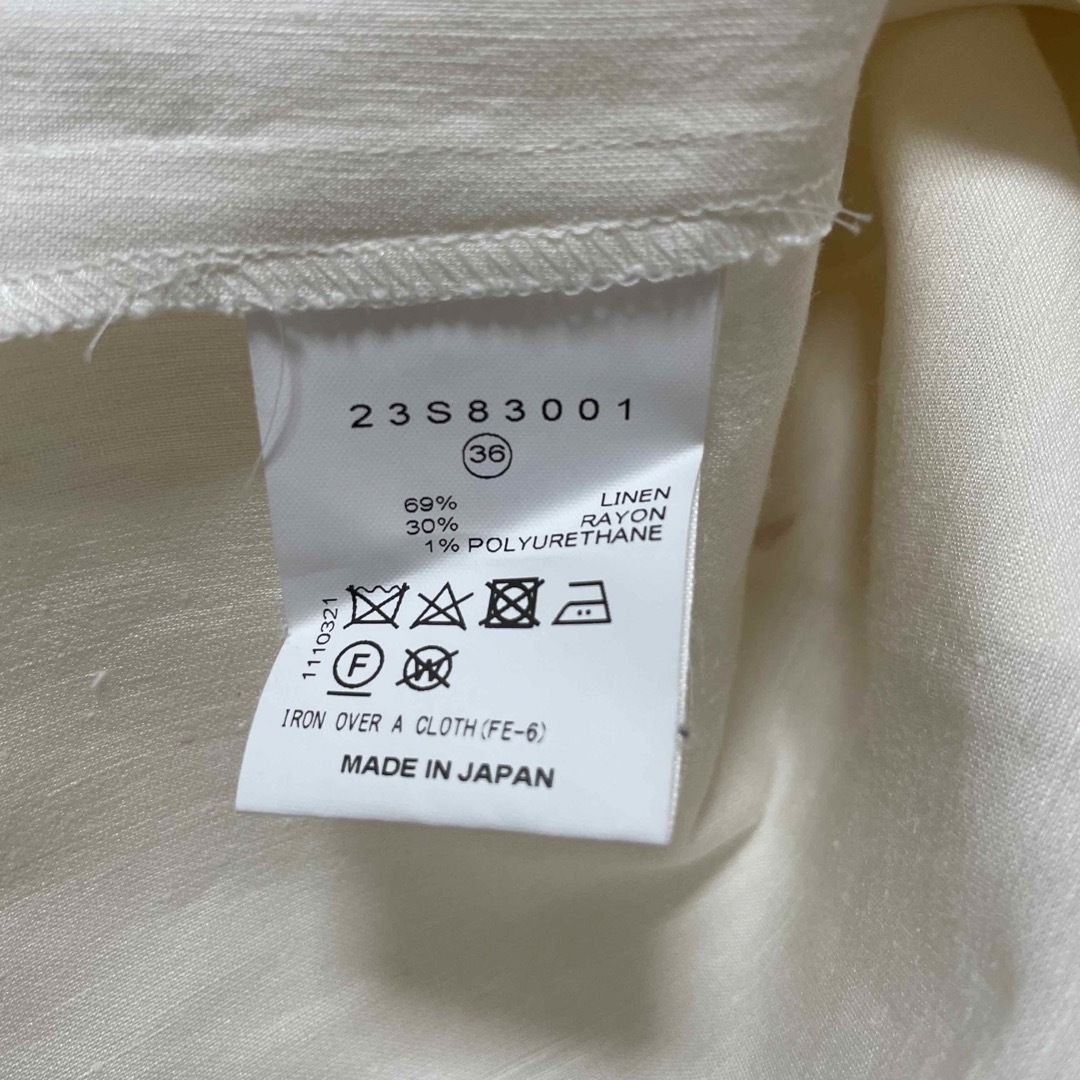 23S83001
36
69% LINEN
30% RAYON
1% POLYURETHANE
1110321
F W
IRON OVER A CLOTH(FE-6)
MADE IN JAPAN